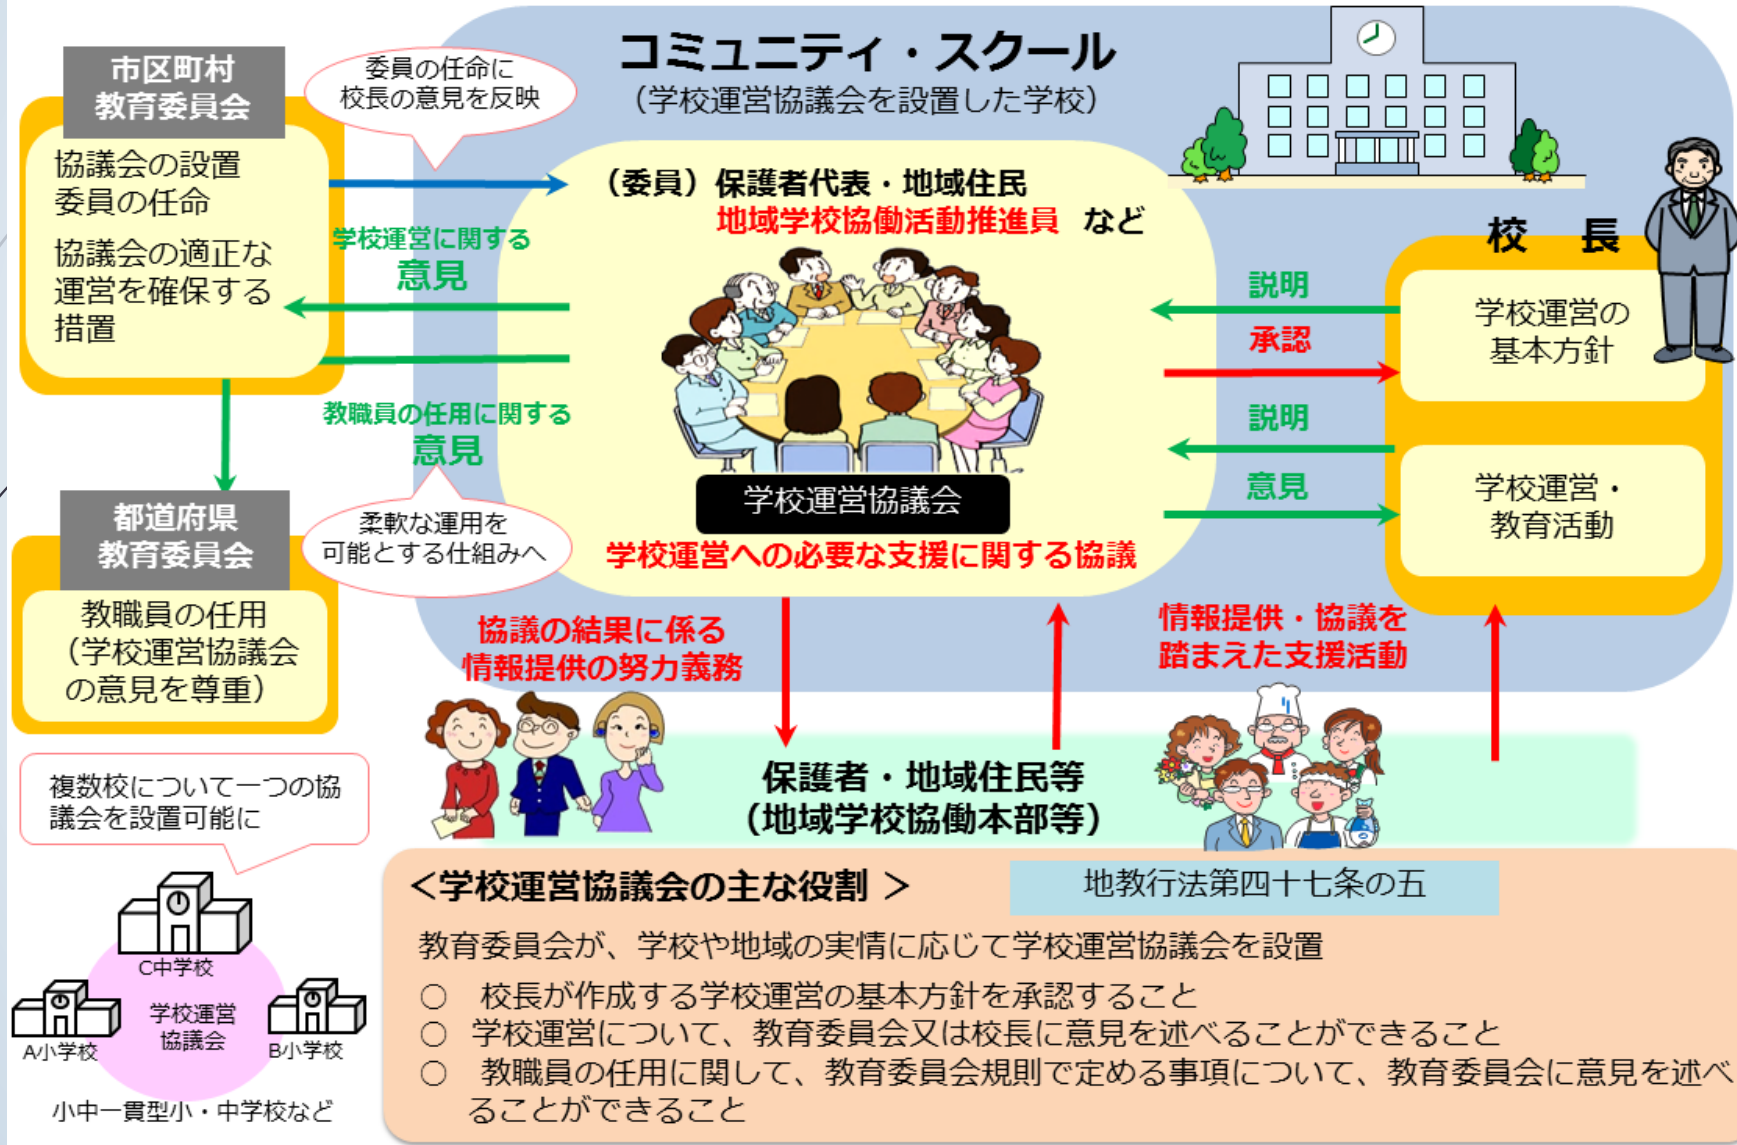 コミュニティ・スクール
（学校運営協議会を設置した学校）
市区町村
教育委員会
協議会の設置
委員の任命
協議会の適正な
運営を確保する
措置
委員の任命に
校長の意見を反映
（委員）保護者代表・地域住民
地域学校協働活動推進員　など
学校運営に関する
意見
教職員の任用に関する
意見
柔軟な運用を
可能とする仕組みへ
学校運営協議会
学校運営への必要な支援に関する協議
校　長
説明
承認
学校運営の
基本方針
説明
意見
学校運営・
教育活動
都道府県
教育委員会
教職員の任用
（学校運営協議会
の意見を尊重）
協議の結果に係る
情報提供の努力義務
情報提供・協議を
踏まえた支援活動
保護者・地域住民等
（地域学校協働本部等）
複数校について一つの協
議会を設置可能に
C中学校
学校運営
協議会
A小学校
B小学校
小中一貫型小・中学校など
＜学校運営協議会の主な役割 ＞
地教行法第四十七条の五
教育委員会が、学校や地域の実情に応じて学校運営協議会を設置
○　校長が作成する学校運営の基本方針を承認すること
○　学校運営について、教育委員会又は校長に意見を述べることができること
○　教職員の任用に関して、教育委員会規則で定める事項について、教育委員会に意見を述べ
ることができること